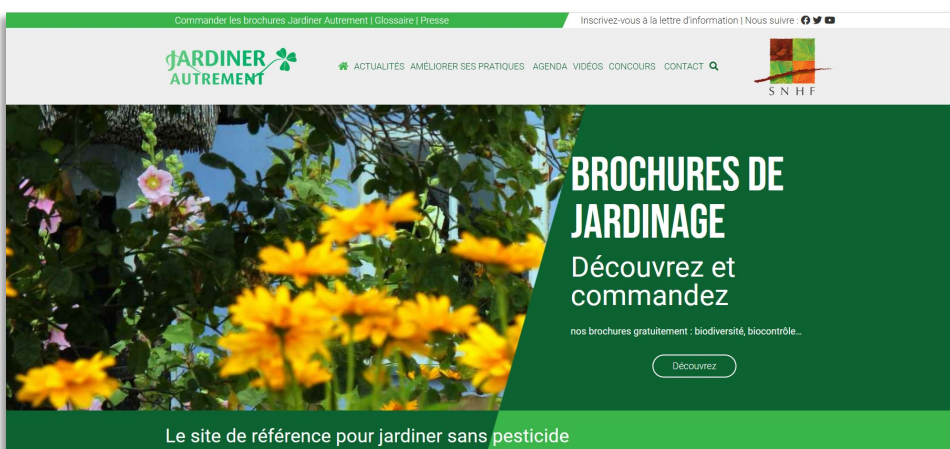 Commander les brochures Jardiner Autrement | Glossaire | Presse
Inscrivez-vous à la lettre d'information | Nous suivre :
JARDINER
AUTREMENT
ACTUALITÉS AMÉLIORER SES PRATIQUES AGENDA VIDÉOS CONCOURS CONTACT
SNHF
BROCHURES DE
JARDINAGE
Découvrez et
commandez
nos brochures gratuitement : biodiversité, biocontrôle...
Découvrez
Le site de référence pour jardiner sans pesticide